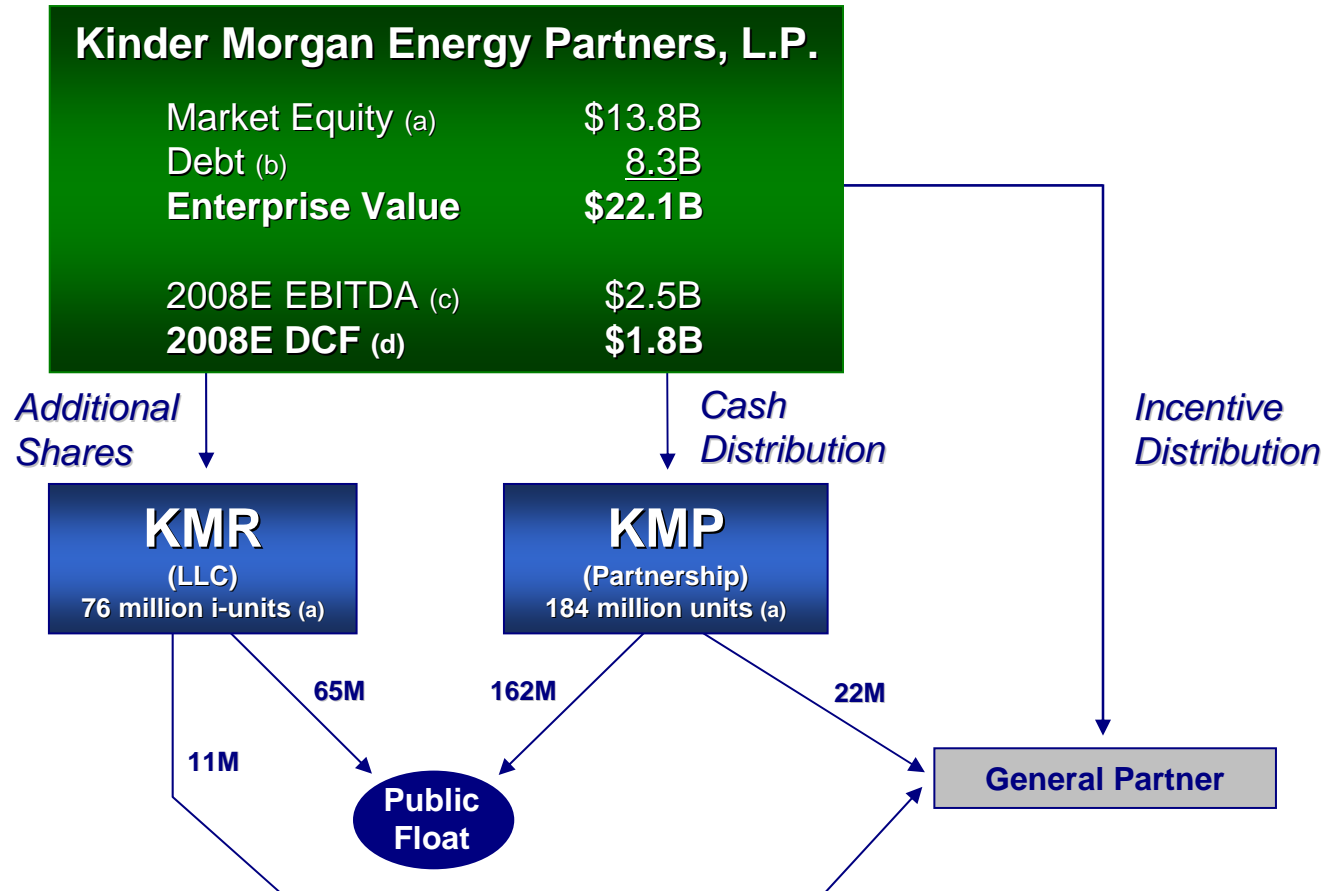 Kinder Morgan Energy Partners, L.P.
Market Equity (a) $13.8B
Debt (b) 8.3B
Enterprise Value $22.1B
2008E EBITDA (c) $2.5B
2008E DCF (d) $1.8B
Additional
Shares
Cash
Distribution
Incentive
Distribution
KMR
(LLC)
76 million i-units (a)
KMP
(Partnership)
184 million units (a)
65M
162M
22M
11M
Public
Float
General Partner